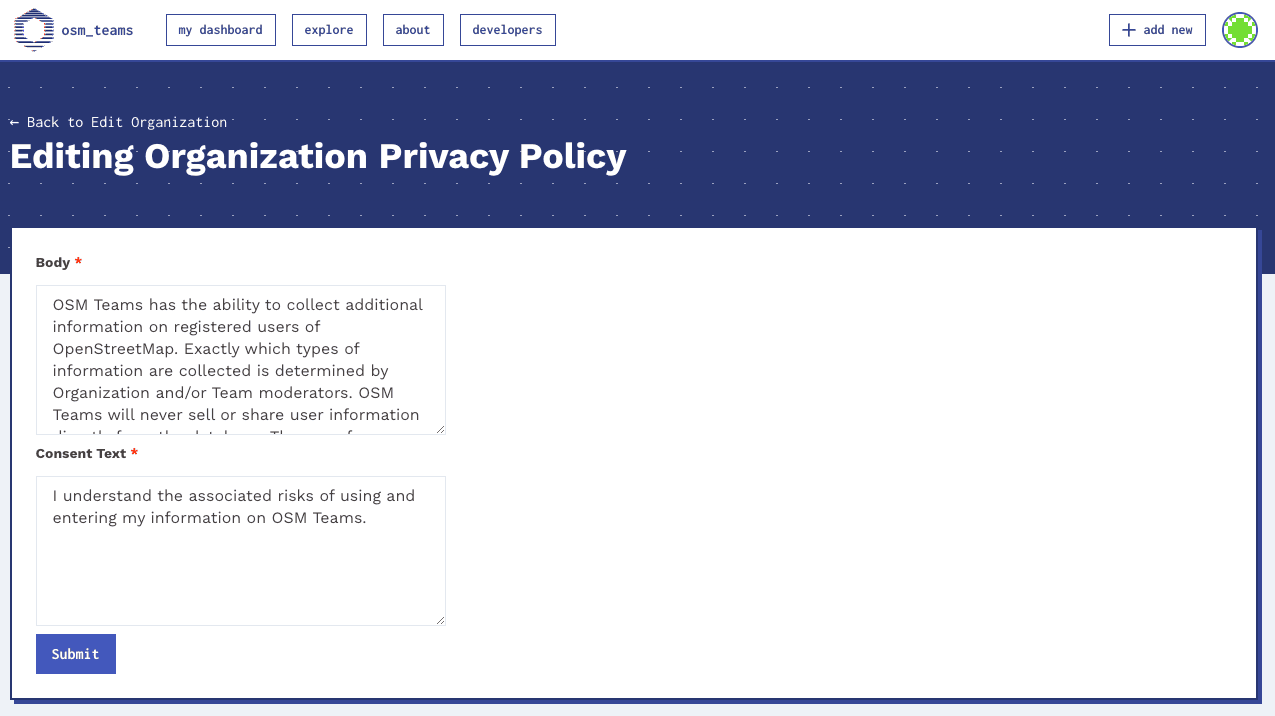 osm_teams
my dashboard
explore
about
developers
+ add new
← Back to Edit Organization
Editing Organization Privacy Policy
Body *
OSM Teams has the ability to collect additional
information on registered users of
OpenStreetMap. Exactly which types of
information are collected is determined by
Organization and/or Team moderators. OSM
Teams will never sell or share user information
Consent Text *
I understand the associated risks of using and
entering my information on OSM Teams.
Submit